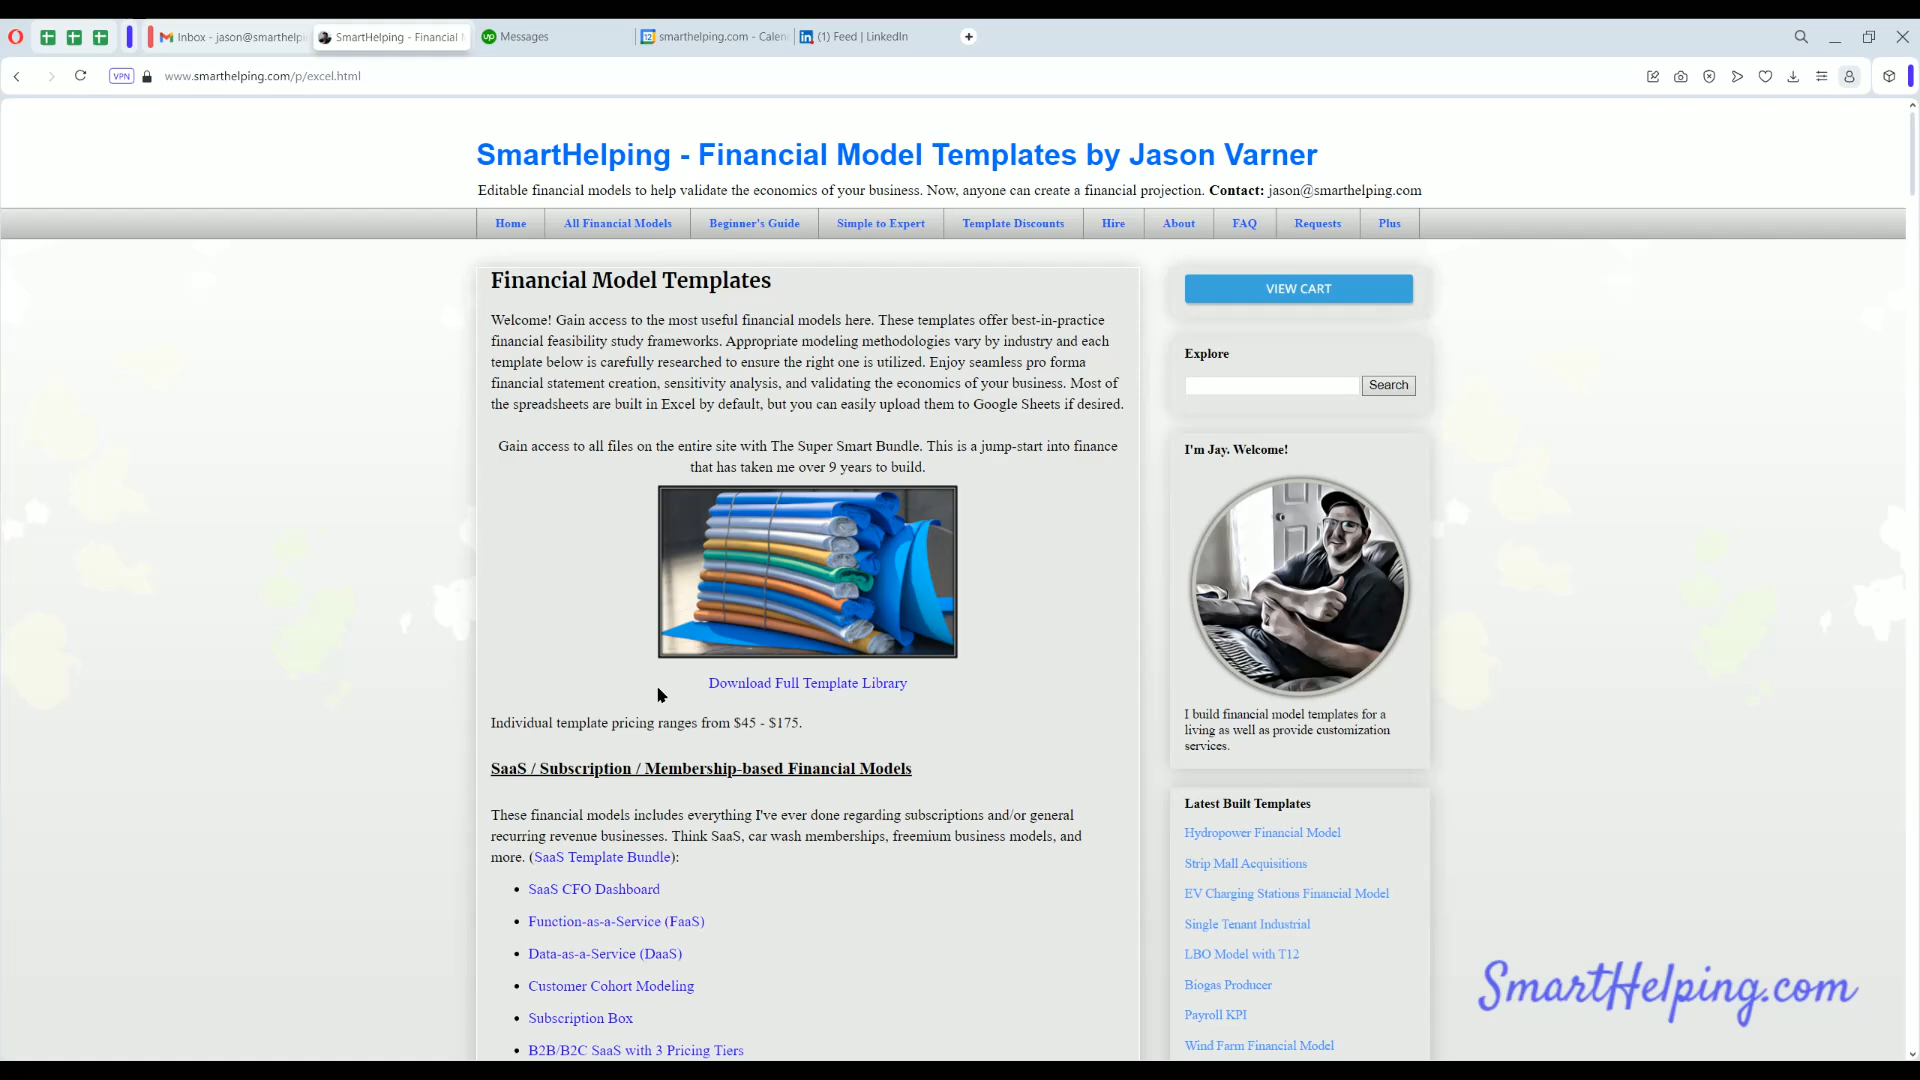 Inbox - jason@smarthelpi
SmartHelping - Financial
Messages
smarthelping.com - Calen
(1) Feed | LinkedIn
VPN
www.smarthelping.com/p/excel.html
SmartHelping - Financial Model Templates by Jason Varner
Editable financial models to help validate the economics of your business. Now, anyone can create a financial projection. Contact: jason@smarthelping.com
Home
All Financial Models
Beginner's Guide
Simple to Expert
Template Discounts
Hire
About
FAQ
Requests
Plus
Financial Model Templates
Welcome! Gain access to the most useful financial models here. These templates offer best-in-practice
financial feasibility study frameworks. Appropriate modeling methodologies vary by industry and each
template below is carefully researched to ensure the right one is utilized. Enjoy seamless pro forma
financial statement creation, sensitivity analysis, and validating the economics of your business. Most of
the spreadsheets are built in Excel by default, but you can easily upload them to Google Sheets if desired.
Gain access to all files on the entire site with The Super Smart Bundle. This is a jump-start into finance
that has taken me over 9 years to build.
Download Full Template Library
Individual template pricing ranges from $45 - $175.
SaaS / Subscription / Membership-based Financial Models
These financial models includes everything I've ever done regarding subscriptions and/or general
recurring revenue businesses. Think SaaS, car wash memberships, freemium business models, and
more. (SaaS Template Bundle):
• SaaS CFO Dashboard
• Function-as-a-Service (FaaS)
• Data-as-a-Service (DaaS)
• Customer Cohort Modeling
• Subscription Box
• B2B/B2C SaaS with 3 Pricing Tiers
VIEW CART
Explore
Search
I'm Jay. Welcome!
I build financial model templates for a
living as well as provide customization
services.
Latest Built Templates
Hydropower Financial Model
Strip Mall Acquisitions
EV Charging Stations Financial Model
Single Tenant Industrial
LBO Model with T12
Biogas Producer
Payroll KPI
Wind Farm Financial Model
SmartHelping.com